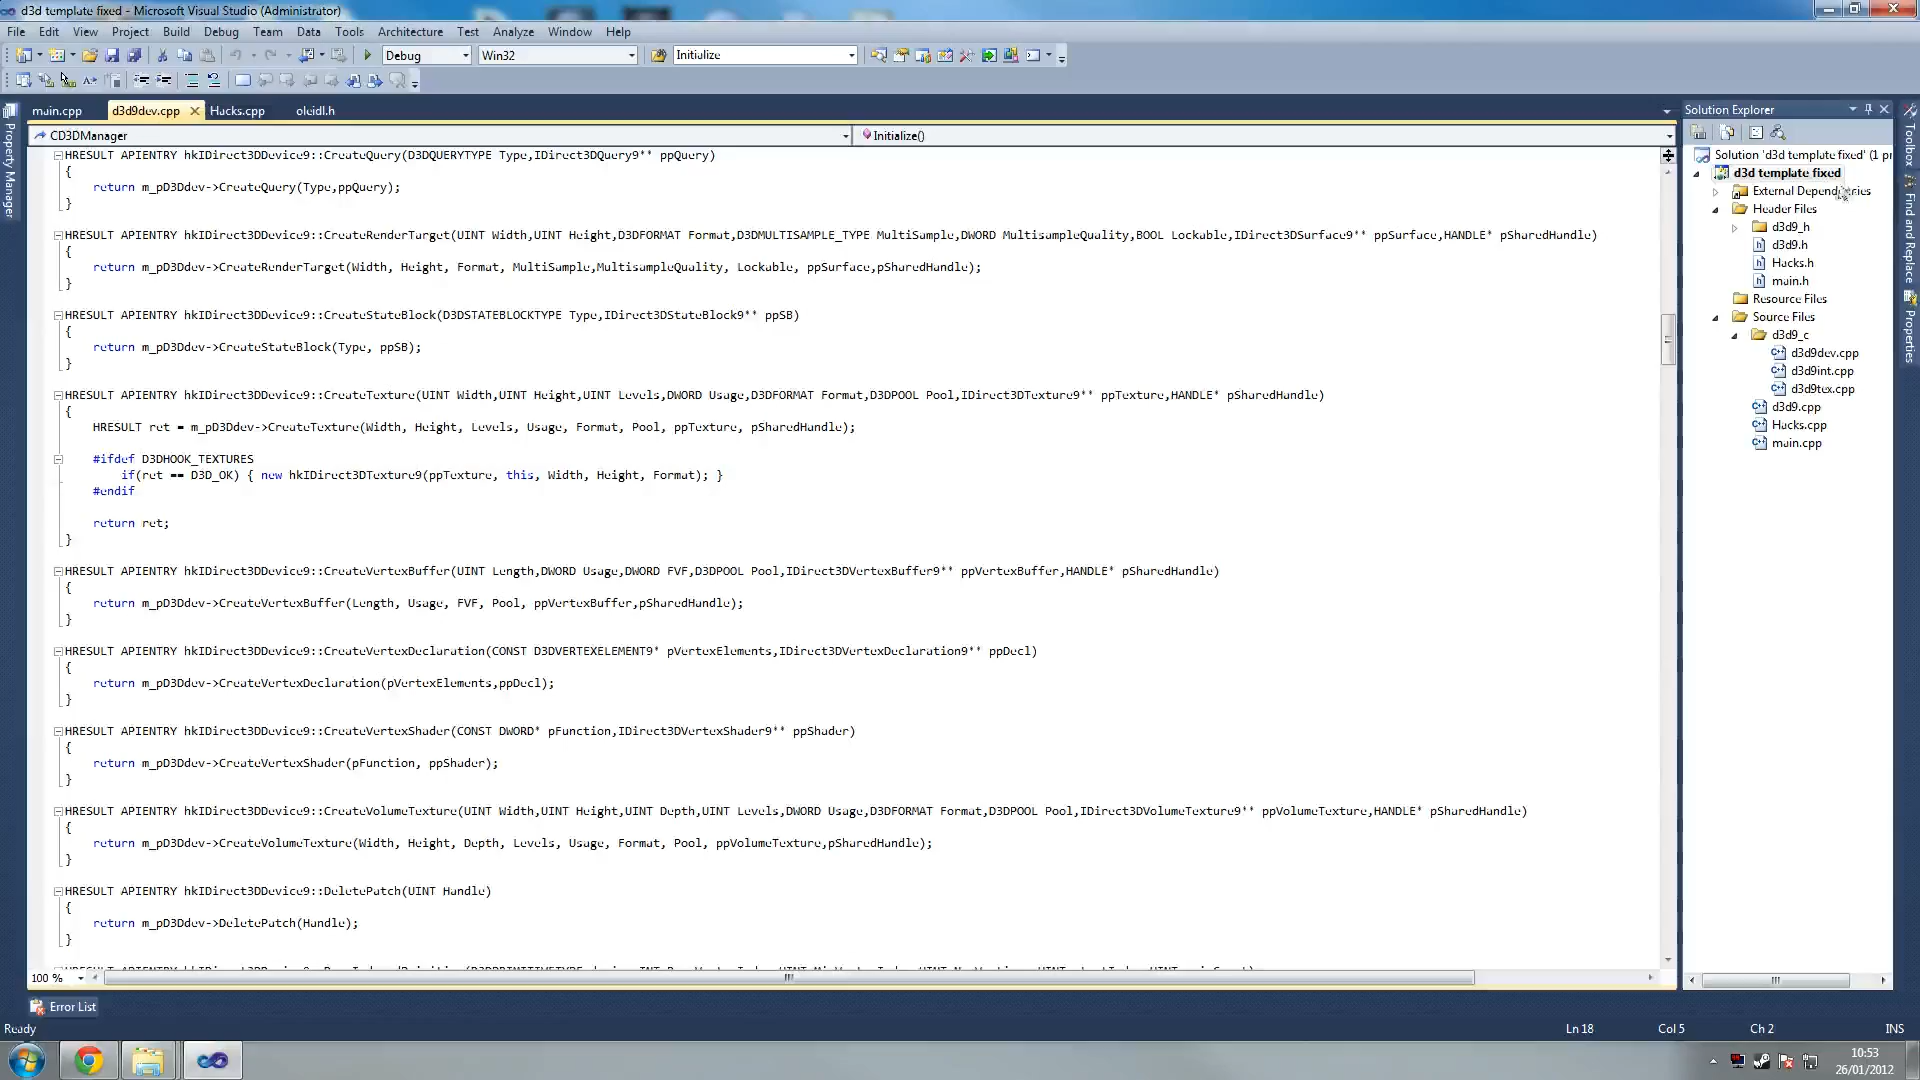 d3d template fixed - Microsoft Visual Studio (Administrator)
File Edit View Project Build Debug Team Data Tools Architecture Test Analyze Window Help
Debug Win32 Initialize
main.cpp d3d9dev.cpp Hacks.cpp oleidl.h
CD3DManager Initialize()
HRESULT APIENTRY hkIDirect3DDevice9::CreateQuery(D3DQUERYTYPE Type,IDirect3DQuery9** ppQuery)
{
return m_pD3Ddev->CreateQuery(Type,ppQuery);
}
HRESULT APIENTRY hkIDirect3DDevice9::CreateRenderTarget(UINT Width,UINT Height,D3DFORMAT Format,D3DMULTISAMPLE_TYPE MultiSample,DWORD MultisampleQuality,BOOL Lockable,IDirect3DSurface9** ppSurface,HANDLE* pSharedHandle)
{
return m_pD3Ddev->CreateRenderTarget(Width, Height, Format, MultiSample,MultisampleQuality, Lockable, ppSurface,pSharedHandle);
}
HRESULT APIENTRY hkIDirect3DDevice9::CreateStateBlock(D3DSTATEBLOCKTYPE Type,IDirect3DStateBlock9** ppSB)
{
return m_pD3Ddev->CreateStateBlock(Type, ppSB);
}
HRESULT APIENTRY hkIDirect3DDevice9::CreateTexture(UINT Width,UINT Height,UINT Levels,DWORD Usage,D3DFORMAT Format,D3DPOOL Pool,IDirect3DTexture9** ppTexture,HANDLE* pSharedHandle)
{
HRESULT ret = m_pD3Ddev->CreateTexture(Width, Height, Levels, Usage, Format, Pool, ppTexture, pSharedHandle);
#ifdef D3DHOOK_TEXTURES
if(ret == D3D_OK) { new hkIDirect3DTexture9(ppTexture, this, Width, Height, Format); }
#endif
return ret;
}
HRESULT APIENTRY hkIDirect3DDevice9::CreateVertexBuffer(UINT Length,DWORD Usage,DWORD FVF,D3DPOOL Pool,IDirect3DVertexBuffer9** ppVertexBuffer,HANDLE* pSharedHandle)
{
return m_pD3Ddev->CreateVertexBuffer(Length, Usage, FVF, Pool, ppVertexBuffer,pSharedHandle);
}
HRESULT APIENTRY hkIDirect3DDevice9::CreateVertexDeclaration(CONST D3DVERTEXELEMENT9* pVertexElements,IDirect3DVertexDeclaration9** ppDecl)
{
return m_pD3Ddev->CreateVertexDeclaration(pVertexElements,ppDecl);
}
HRESULT APIENTRY hkIDirect3DDevice9::CreateVertexShader(CONST DWORD* pFunction,IDirect3DVertexShader9** ppShader)
{
return m_pD3Ddev->CreateVertexShader(pFunction, ppShader);
}
HRESULT APIENTRY hkIDirect3DDevice9::CreateVolumeTexture(UINT Width,UINT Height,UINT Depth,UINT Levels,DWORD Usage,D3DFORMAT Format,D3DPOOL Pool,IDirect3DVolumeTexture9** ppVolumeTexture,HANDLE* pSharedHandle)
{
return m_pD3Ddev->CreateVolumeTexture(Width, Height, Depth, Levels, Usage, Format, Pool, ppVolumeTexture,pSharedHandle);
}
HRESULT APIENTRY hkIDirect3DDevice9::DeletePatch(UINT Handle)
{
return m_pD3Ddev->DeletePatch(Handle);
}
100 %
Property Manager
Solution Explorer
Solution 'd3d template fixed' (1 pr
d3d template fixed
External Dependencies
Header Files
d3d9_h
d3d9.h
Hacks.h
main.h
Resource Files
Source Files
d3d9_c
d3d9dev.cpp
d3d9int.cpp
d3d9tex.cpp
d3d9.cpp
Hacks.cpp
main.cpp
Toolbox
Find and Replace
Properties
Error List
Ready Ln 18 Col 5 Ch 2 INS
10:53
26/01/2012